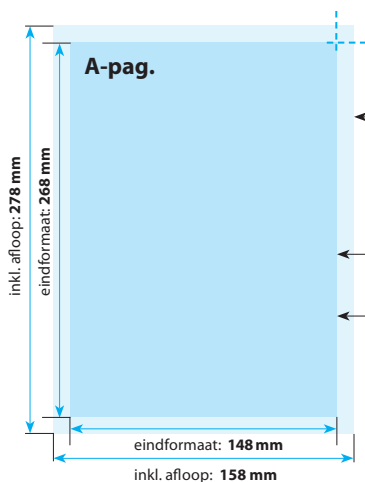 A-pag.
inkl. afloop: 278 mm
eindformaat: 268 mm
eindformaat: 148 mm
inkl. afloop: 158 mm